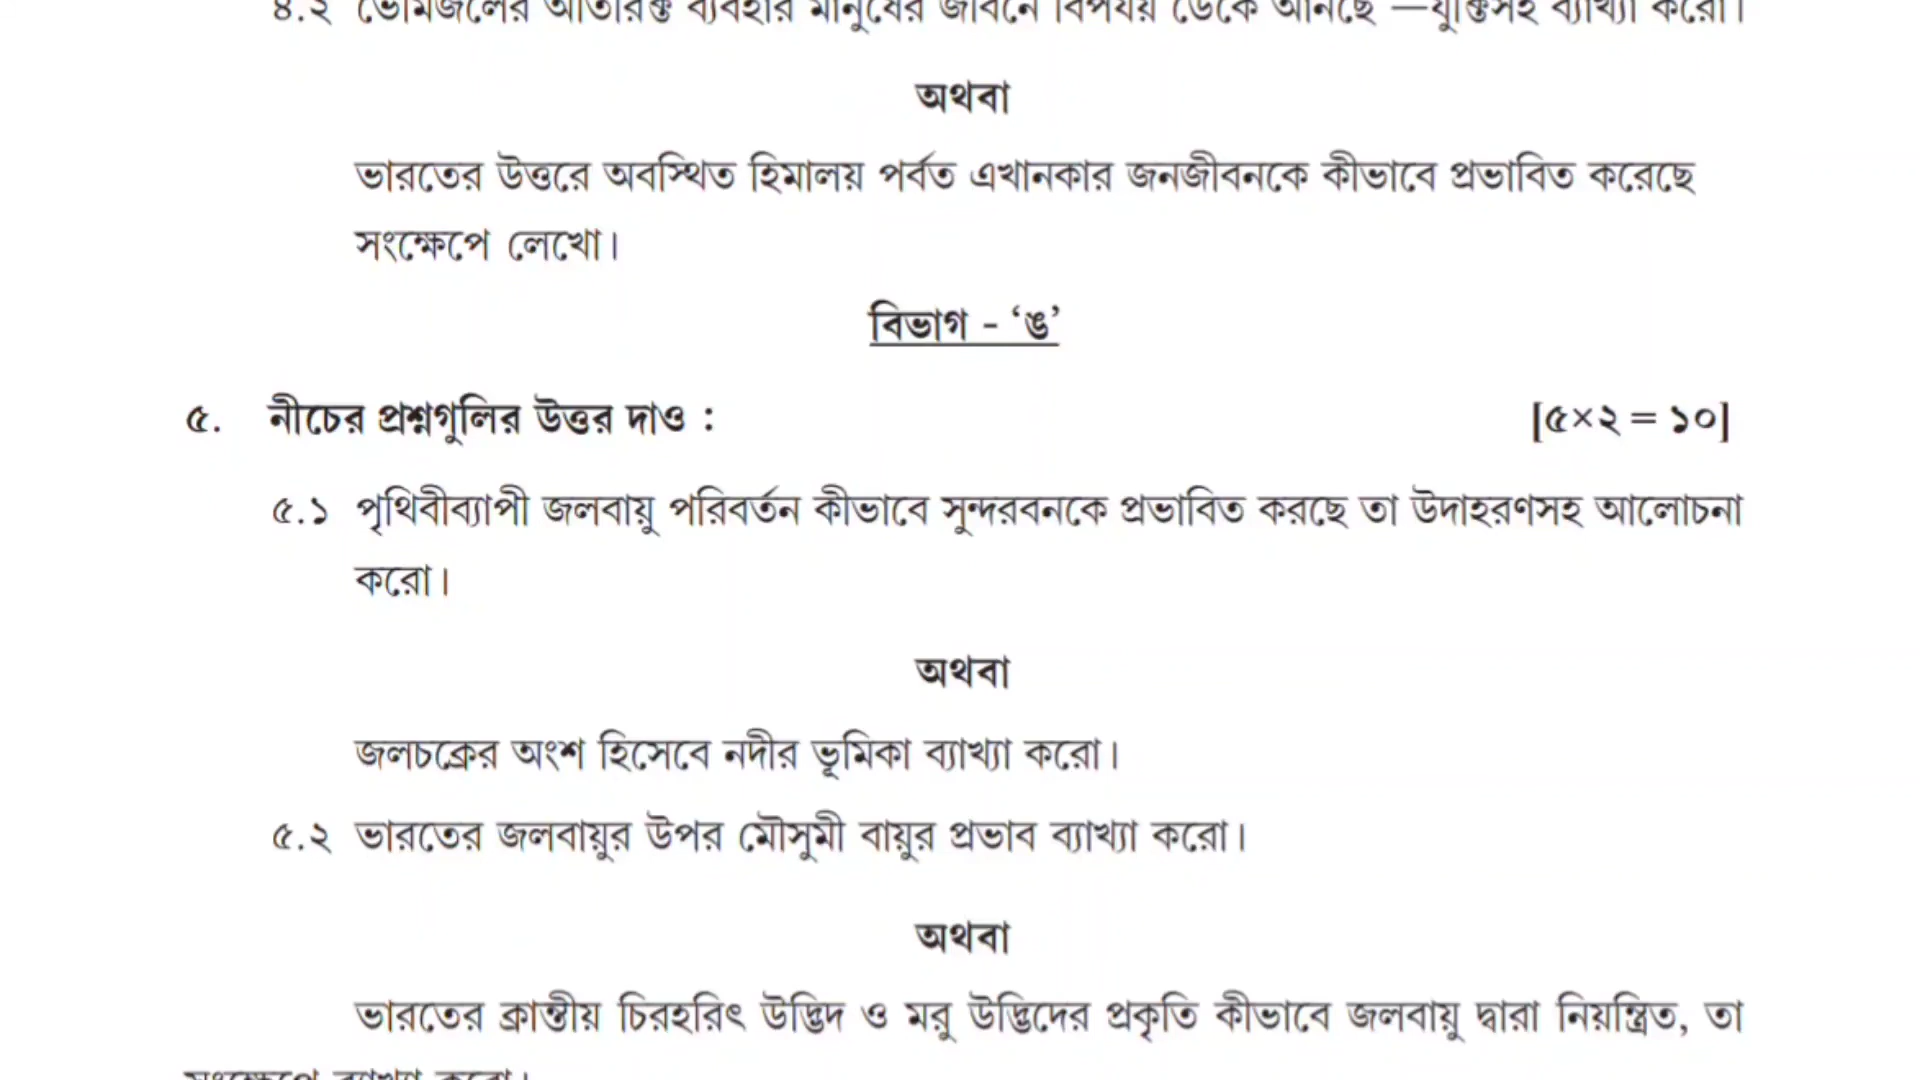 ৪.২ ভৌমজলের অতিরিক্ত ব্যবহার মানুষের জীবনে বিপর্যয় ডেকে আনছে —যুক্তিসহ ব্যাখ্যা করো।
অথবা
ভারতের উত্তরে অবস্থিত হিমালয় পর্বত এখানকার জনজীবনকে কীভাবে প্রভাবিত করেছে
সংক্ষেপে লেখো।
বিভাগ - ‘ঙ’
৫. নীচের প্রশ্নগুলির উত্তর দাও : [৫×২ = ১০]
৫.১ পৃথিবীব্যাপী জলবায়ু পরিবর্তন কীভাবে সুন্দরবনকে প্রভাবিত করছে তা উদাহরণসহ আলোচনা
করো।
অথবা
জলচক্রের অংশ হিসেবে নদীর ভূমিকা ব্যাখ্যা করো।
৫.২ ভারতের জলবায়ুর উপর মৌসুমী বায়ুর প্রভাব ব্যাখ্যা করো।
অথবা
ভারতের ক্রান্তীয় চিরহরিৎ উদ্ভিদ ও মরু উদ্ভিদের প্রকৃতি কীভাবে জলবায়ু দ্বারা নিয়ন্ত্রিত, তা
সংক্ষেপে ব্যাখ্যা করো।